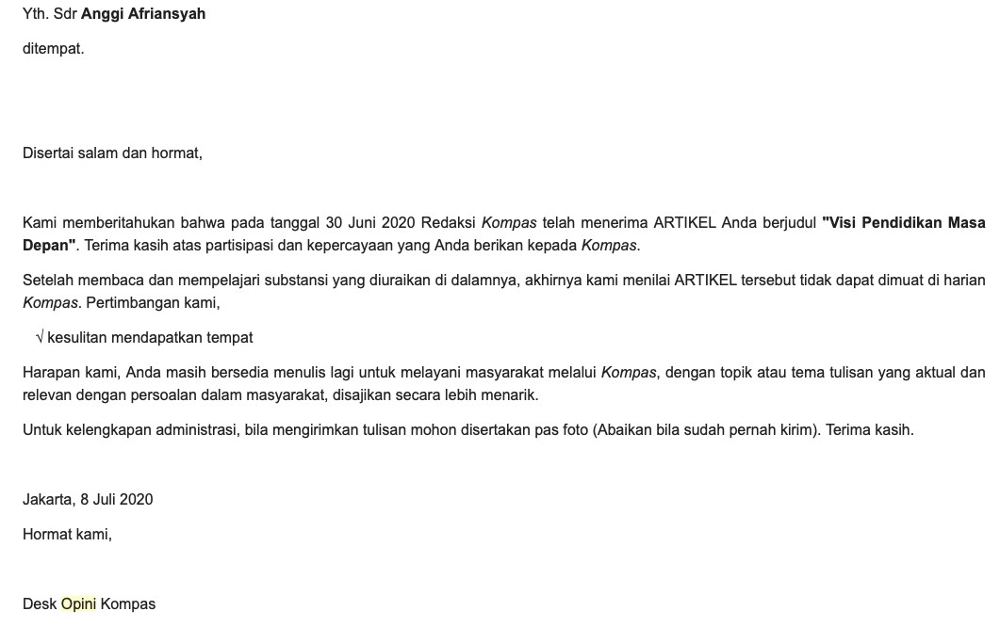 Yth. Sdr Anggi Afriansyah
ditempat.
Disertai salam dan hormat,
Kami memberitahukan bahwa pada tanggal 30 Juni 2020 Redaksi Kompas telah menerima ARTIKEL Anda berjudul "Visi Pendidikan Masa
Depan". Terima kasih atas partisipasi dan kepercayaan yang Anda berikan kepada Kompas.
Setelah membaca dan mempelajari substansi yang diuraikan di dalamnya, akhirnya kami menilai ARTIKEL tersebut tidak dapat dimuat di harian
Kompas. Pertimbangan kami,
√ kesulitan mendapatkan tempat
Harapan kami, Anda masih bersedia menulis lagi untuk melayani masyarakat melalui Kompas, dengan topik atau tema tulisan yang aktual dan
relevan dengan persoalan dalam masyarakat, disajikan secara lebih menarik.
Untuk kelengkapan administrasi, bila mengirimkan tulisan mohon disertakan pas foto (Abaikan bila sudah pernah kirim). Terima kasih.
Jakarta, 8 Juli 2020
Hormat kami,
Desk Opini Kompas